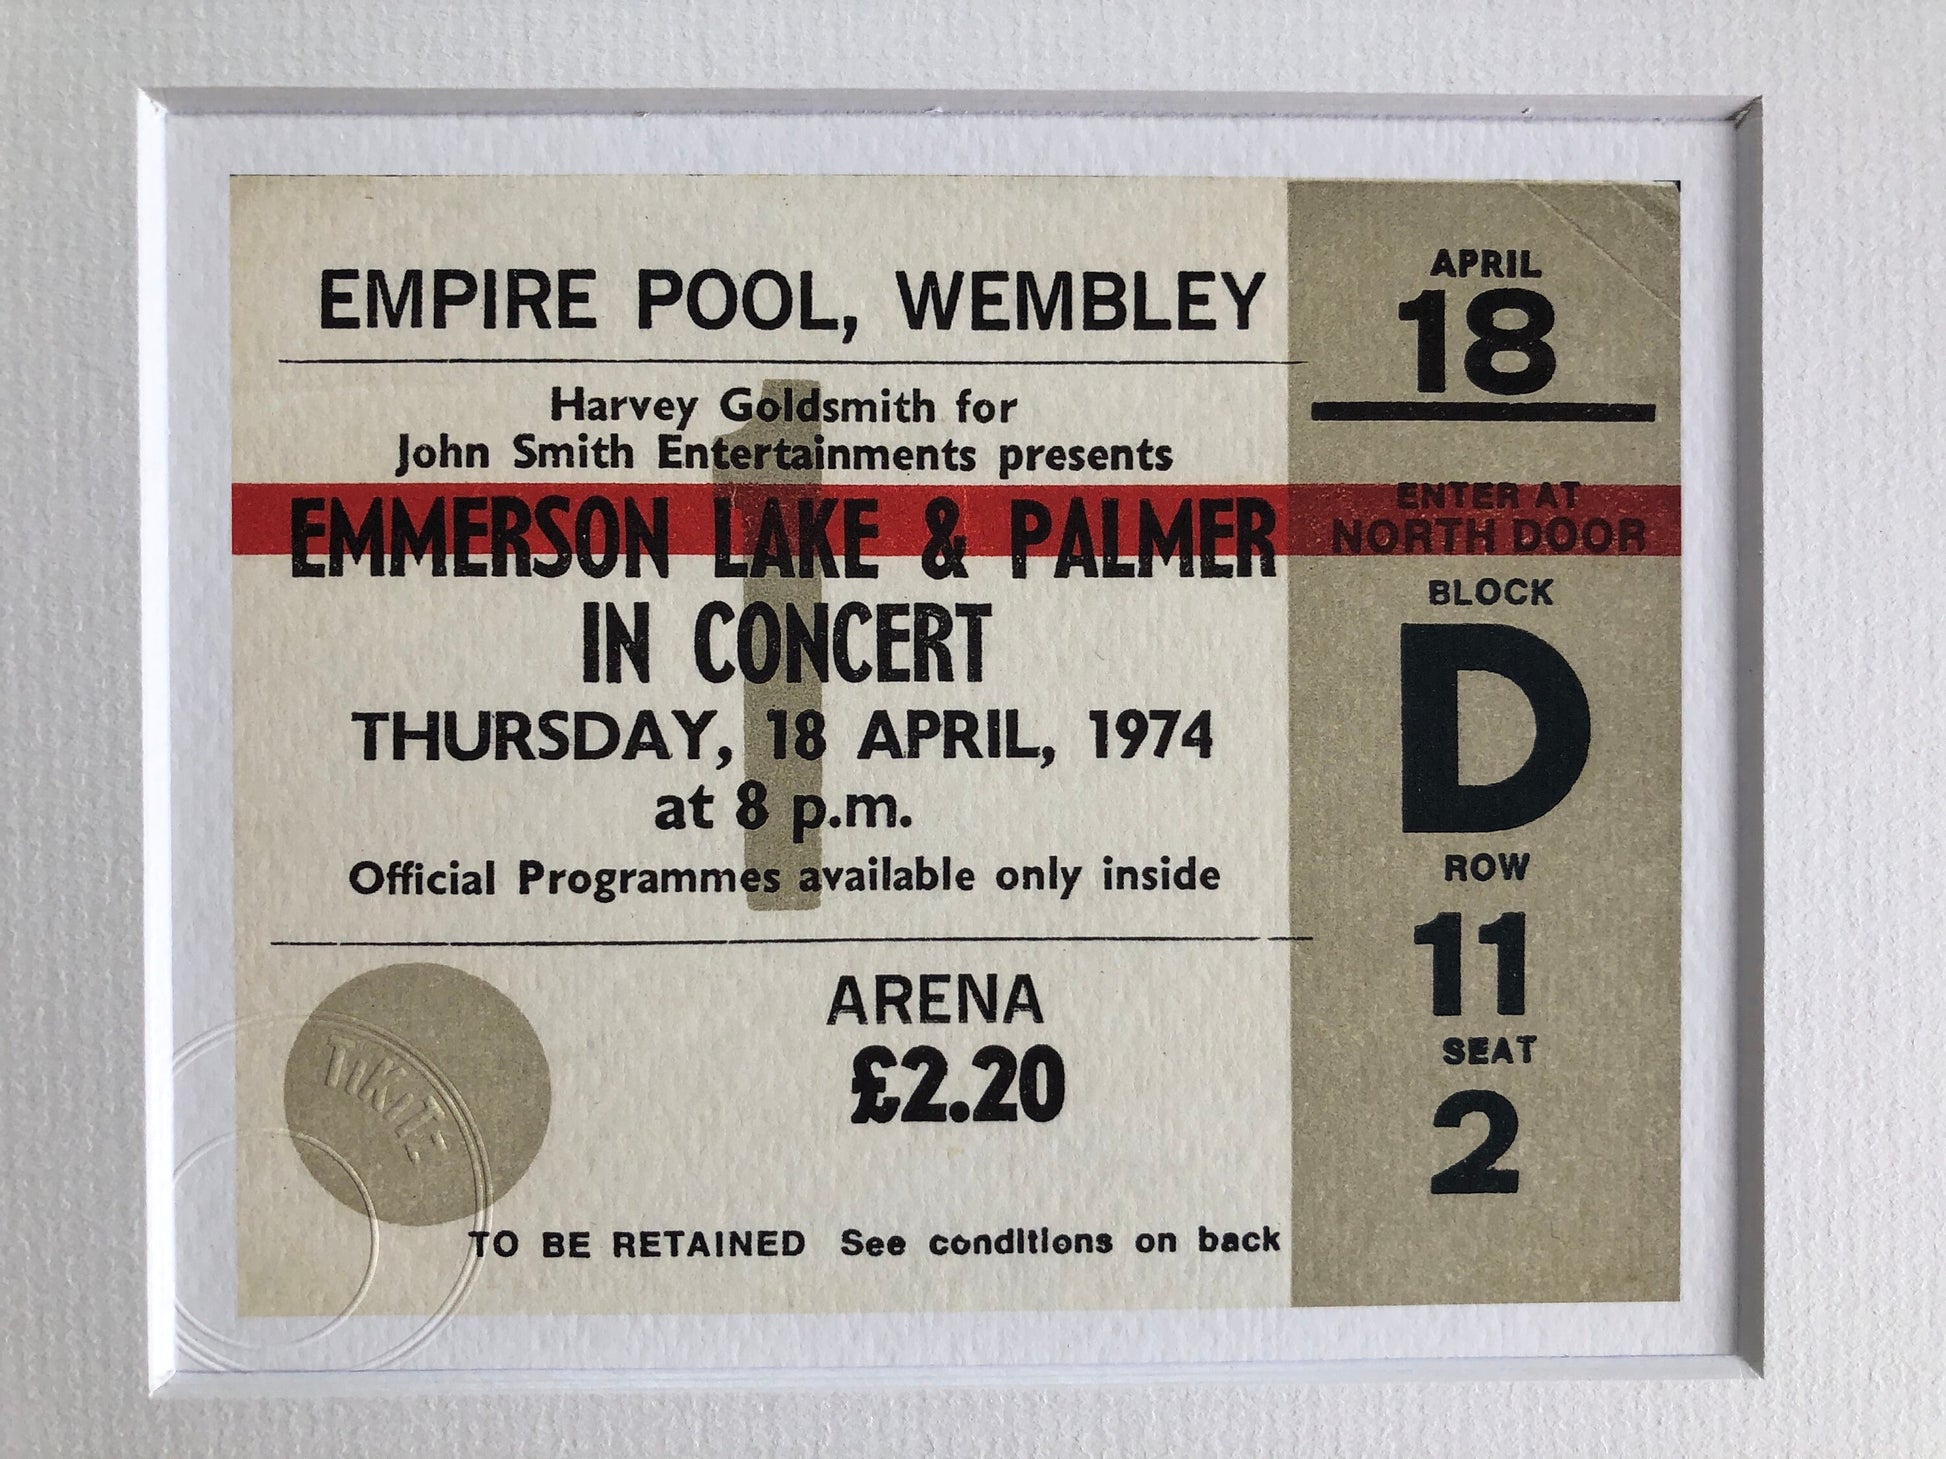 EMPIRE POOL, WEMBLEY
Harvey Goldsmith for
John Smith Entertainments presents
EMMERSON LAKE & PALMER
IN CONCERT
THURSDAY, 18 APRIL, 1974
at 8 p.m.
Official Programmes available only inside
1
ARENA
£2.20
TO BE RETAINED See conditions on back
TIKITE
APRIL
18
ENTER AT
NORTH DOOR
BLOCK
D
ROW
11
SEAT
2